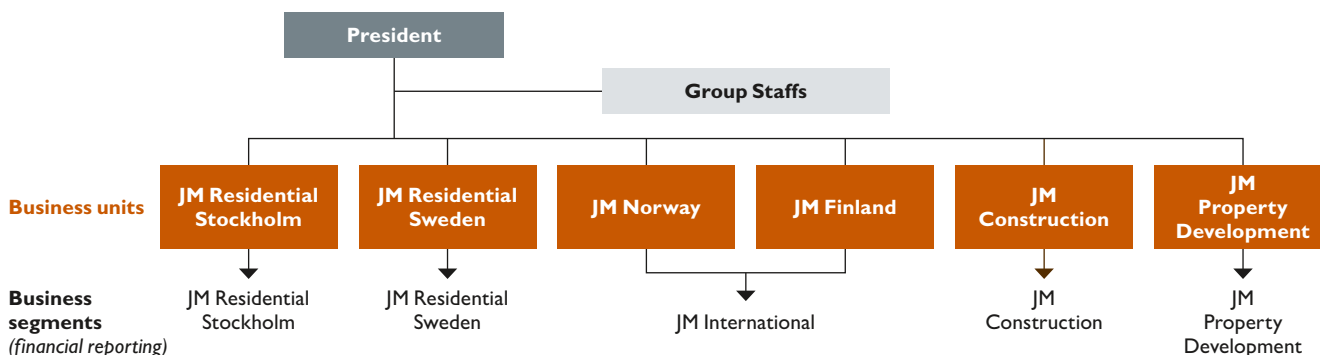 President
Group Staffs
Business units
JM Residential
Stockholm
JM Residential
Sweden
JM Norway
JM Finland
JM
Construction
JM
Property
Development
Business
segments
(financial reporting)
JM Residential
Stockholm
JM Residential
Sweden
JM International
JM
Construction
JM
Property
Development